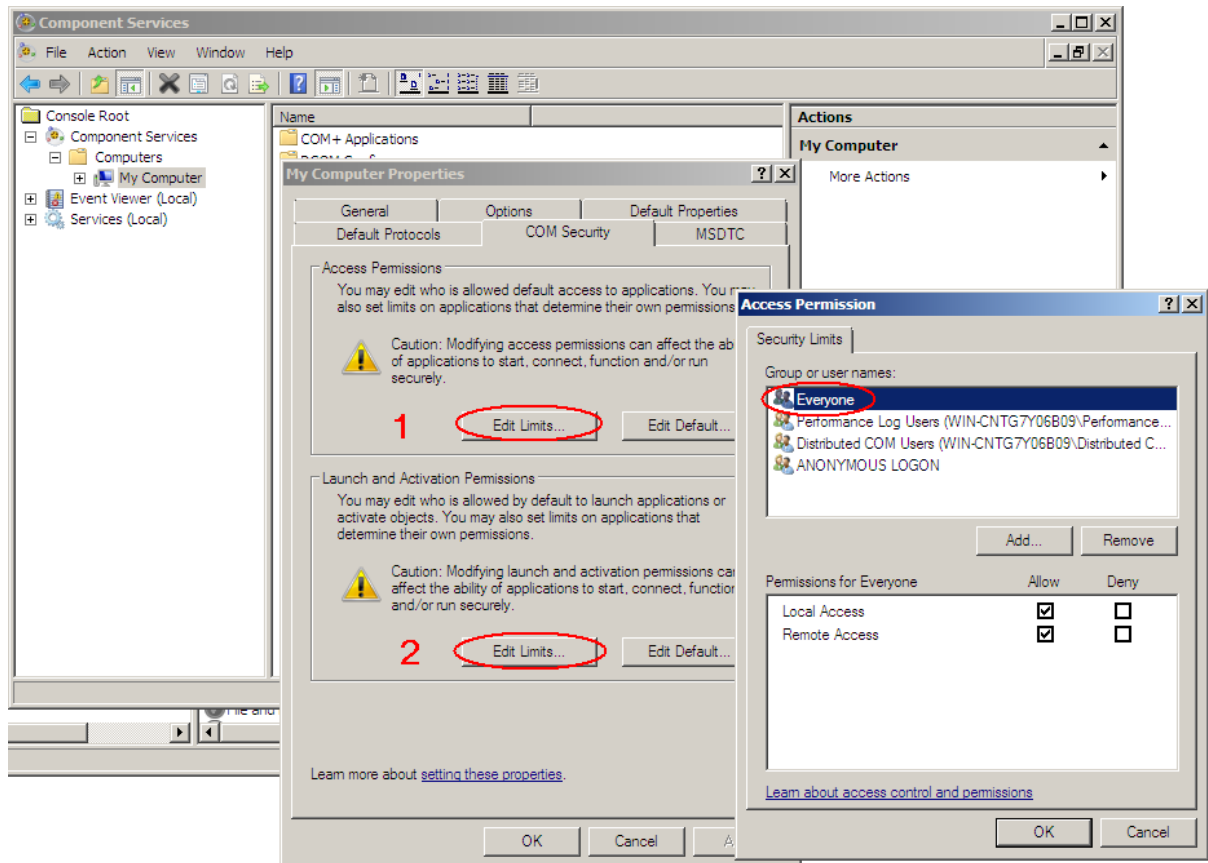 Component Services
File Action View Window Help
Console Root
Component Services
Computers
My Computer
Event Viewer (Local)
Services (Local)
Name
COM+ Applications
Actions
My Computer
More Actions
My Computer Properties
General Options Default Properties
Default Protocols COM Security MSDTC
Access Permissions
You may edit who is allowed default access to applications. You may
also set limits on applications that determine their own permissions
Caution: Modifying access permissions can affect the ab
of applications to start, connect, function and/or run
securely.
1 Edit Limits... Edit Default...
Launch and Activation Permissions
You may edit who is allowed by default to launch applications or
activate objects. You may also set limits on applications that
determine their own permissions.
Caution: Modifying launch and activation permissions can
affect the ability of applications to start, connect, function
and/or run securely.
2 Edit Limits... Edit Default...
Learn more about setting these properties.
OK Cancel A
Access Permission
Security Limits
Group or user names:
Everyone
Performance Log Users (WIN-CNTG7Y06B09\Performance...
Distributed COM Users (WIN-CNTG7Y06B09\Distributed C...
ANONYMOUS LOGON
Add... Remove
Permissions for Everyone Allow Deny
Local Access
Remote Access
Learn about access control and permissions
OK Cancel